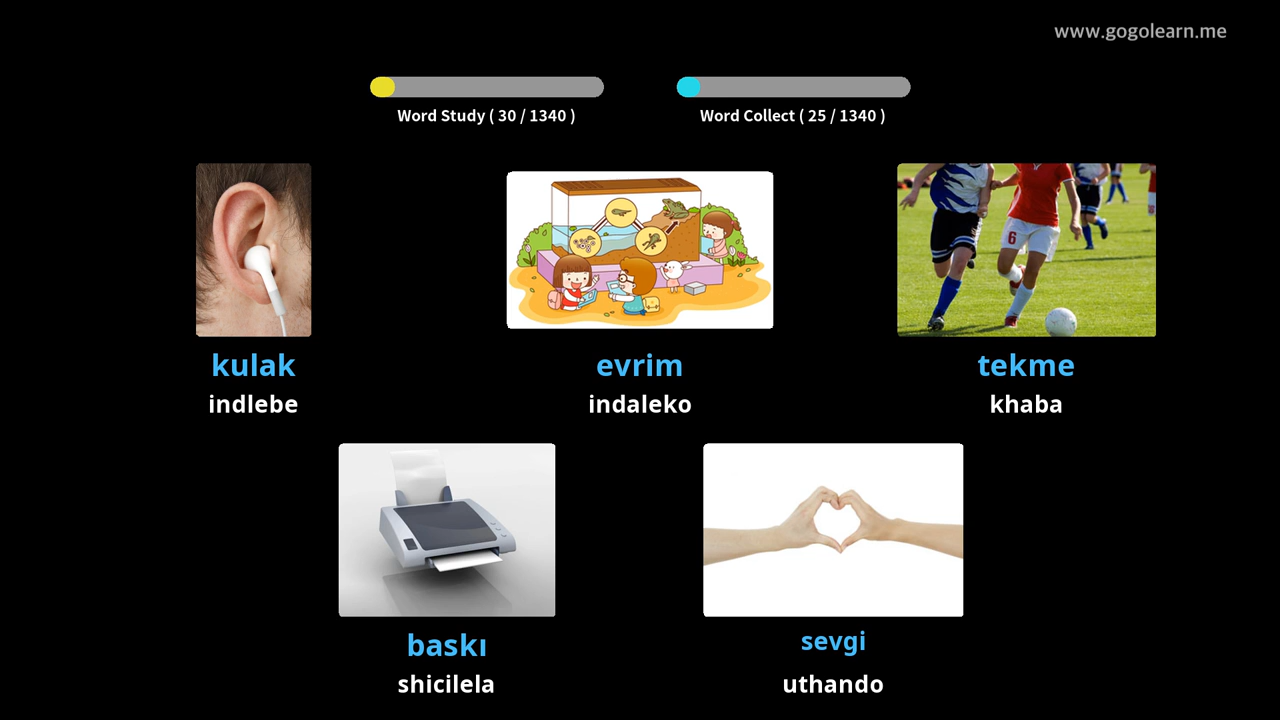 www.gogolearn.me
Word Study ( 30 / 1340 )
Word Collect ( 25 / 1340 )
kulak
indlebe
evrim
indaleko
tekme
khaba
6
baskı
shicilela
sevgi
uthando